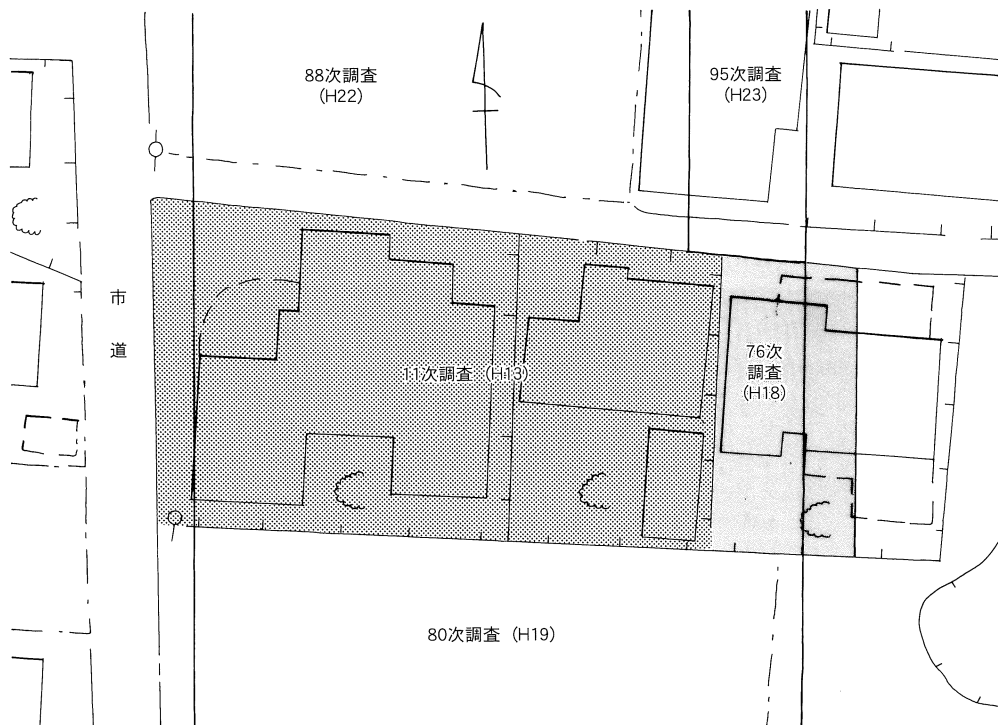 88次調査
(H22)
95次調査
(H23)
市
道
11次調査 (H13)
76次
調査
(H18)
80次調査 (H19)